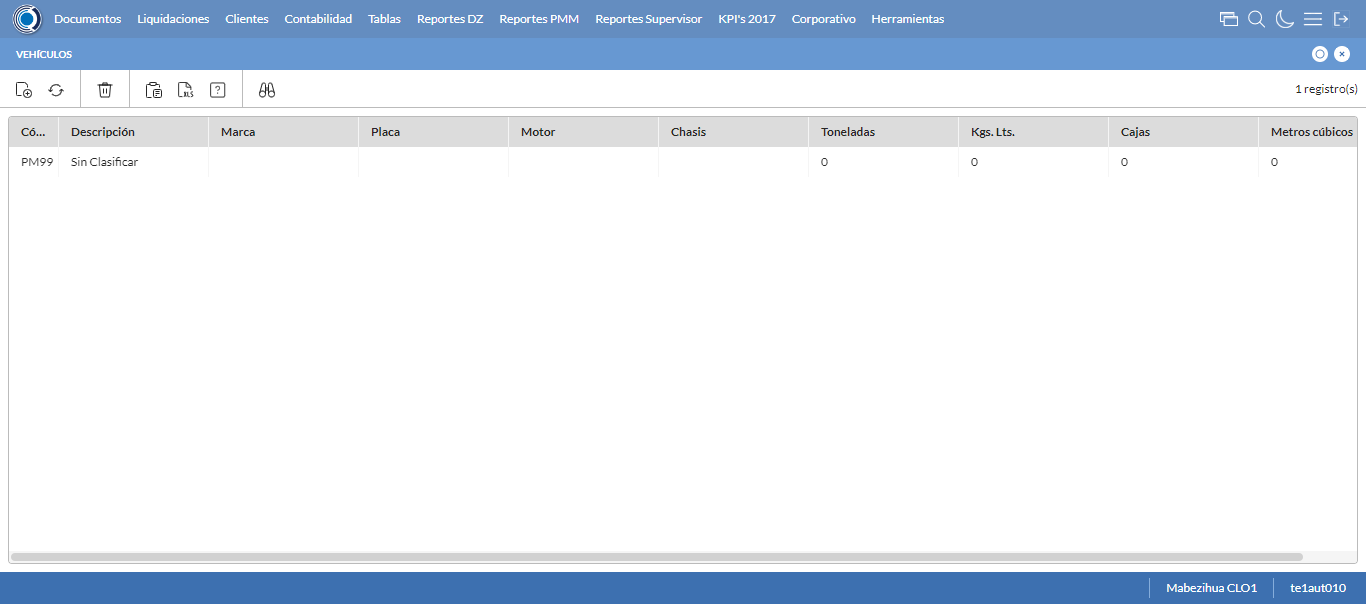 Documentos Liquidaciones Clientes Contabilidad Tablas Reportes DZ Reportes PMM Reportes Supervisor KPI's 2017 Corporativo Herramientas
VEHÍCULOS
XLS ? 1 registro(s)
Có... Descripción Marca Placa Motor Chasis Toneladas Kgs. Lts. Cajas Metros cúbicos
PM99 Sin Clasificar 0 0 0 0
Mabezihua CLO1 te1aut010